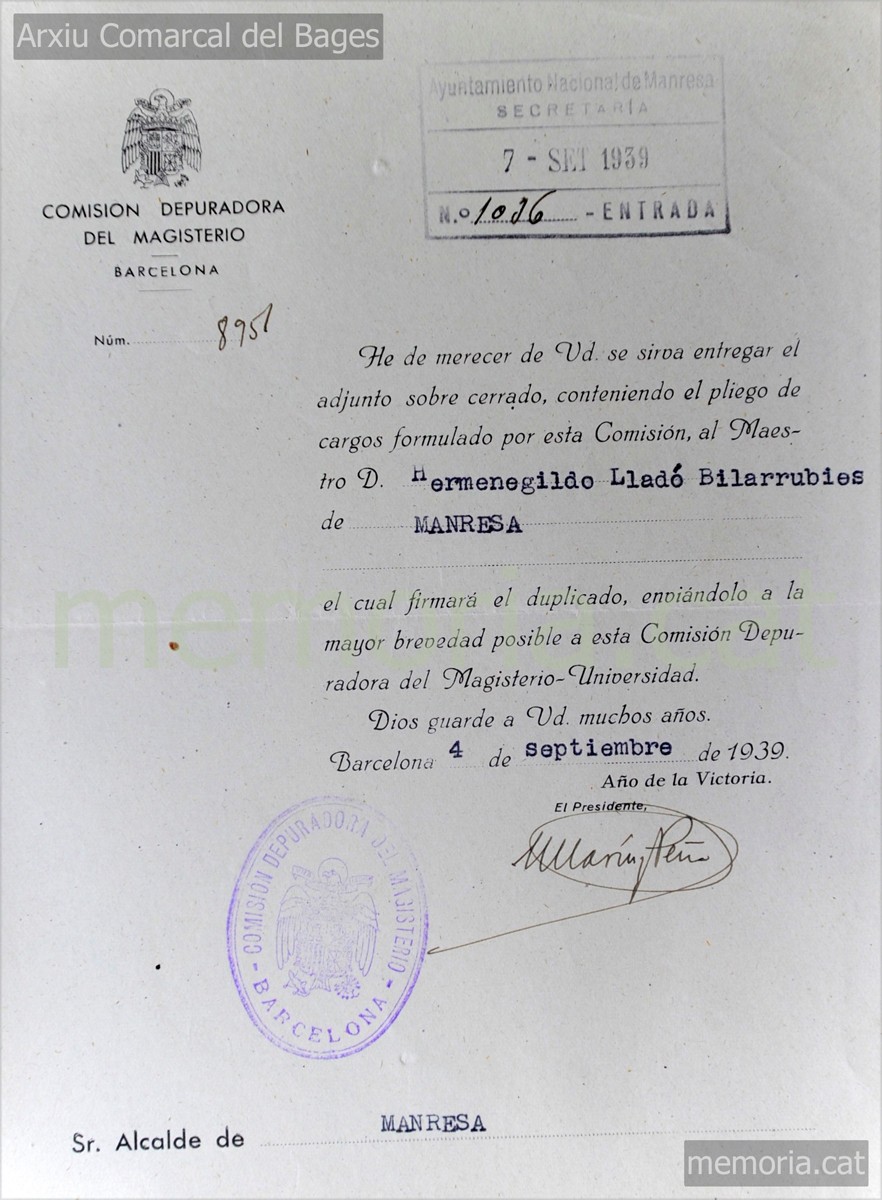 Arxiu Comarcal del Bages
Ayuntamiento Nacional de Manresa
SECRETARÍA
7 - SET 1939
N.º 1036 - ENTRADA
COMISION DEPURADORA
DEL MAGISTERIO
BARCELONA
Núm. 8951
He de merecer de Vd. se sirva entregar el
adjunto sobre cerrado, conteniendo el pliego de
cargos formulado por esta Comisión, al Maes-
tro D. Hermenegildo Lladó Bilarrubies
de MANRESA
el cual firmará el duplicado, enviándolo a la
mayor brevedad posible a esta Comisión Depu-
radora del Magisterio-Universidad.
Dios guarde a Vd. muchos años.
Barcelona 4 de septiembre de 1939.
Año de la Victoria.
El Presidente,
COMISIÓN DEPURADORA DEL MAGISTERIO
- BARCELONA -
Sr. Alcalde de MANRESA
memoria.cat
memoria.cat